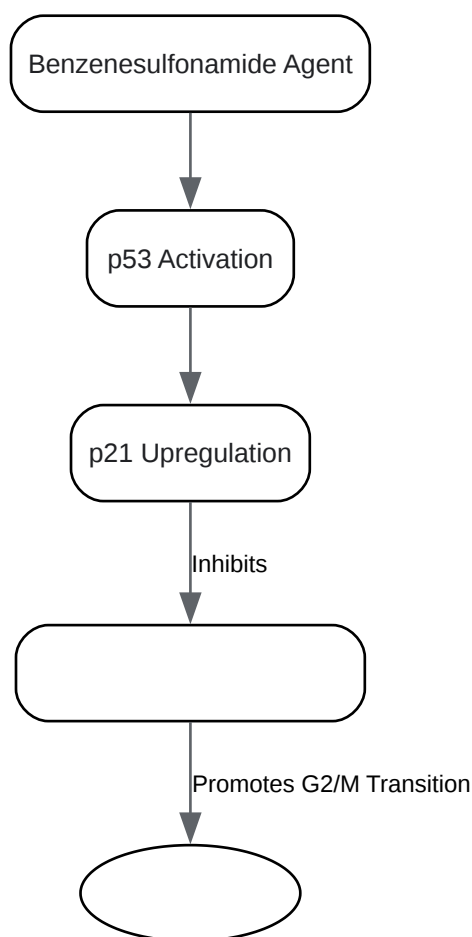 Benzenesulfonamide Agent
p53 Activation
p21 Upregulation
Inhibits
Promotes G2/M Transition